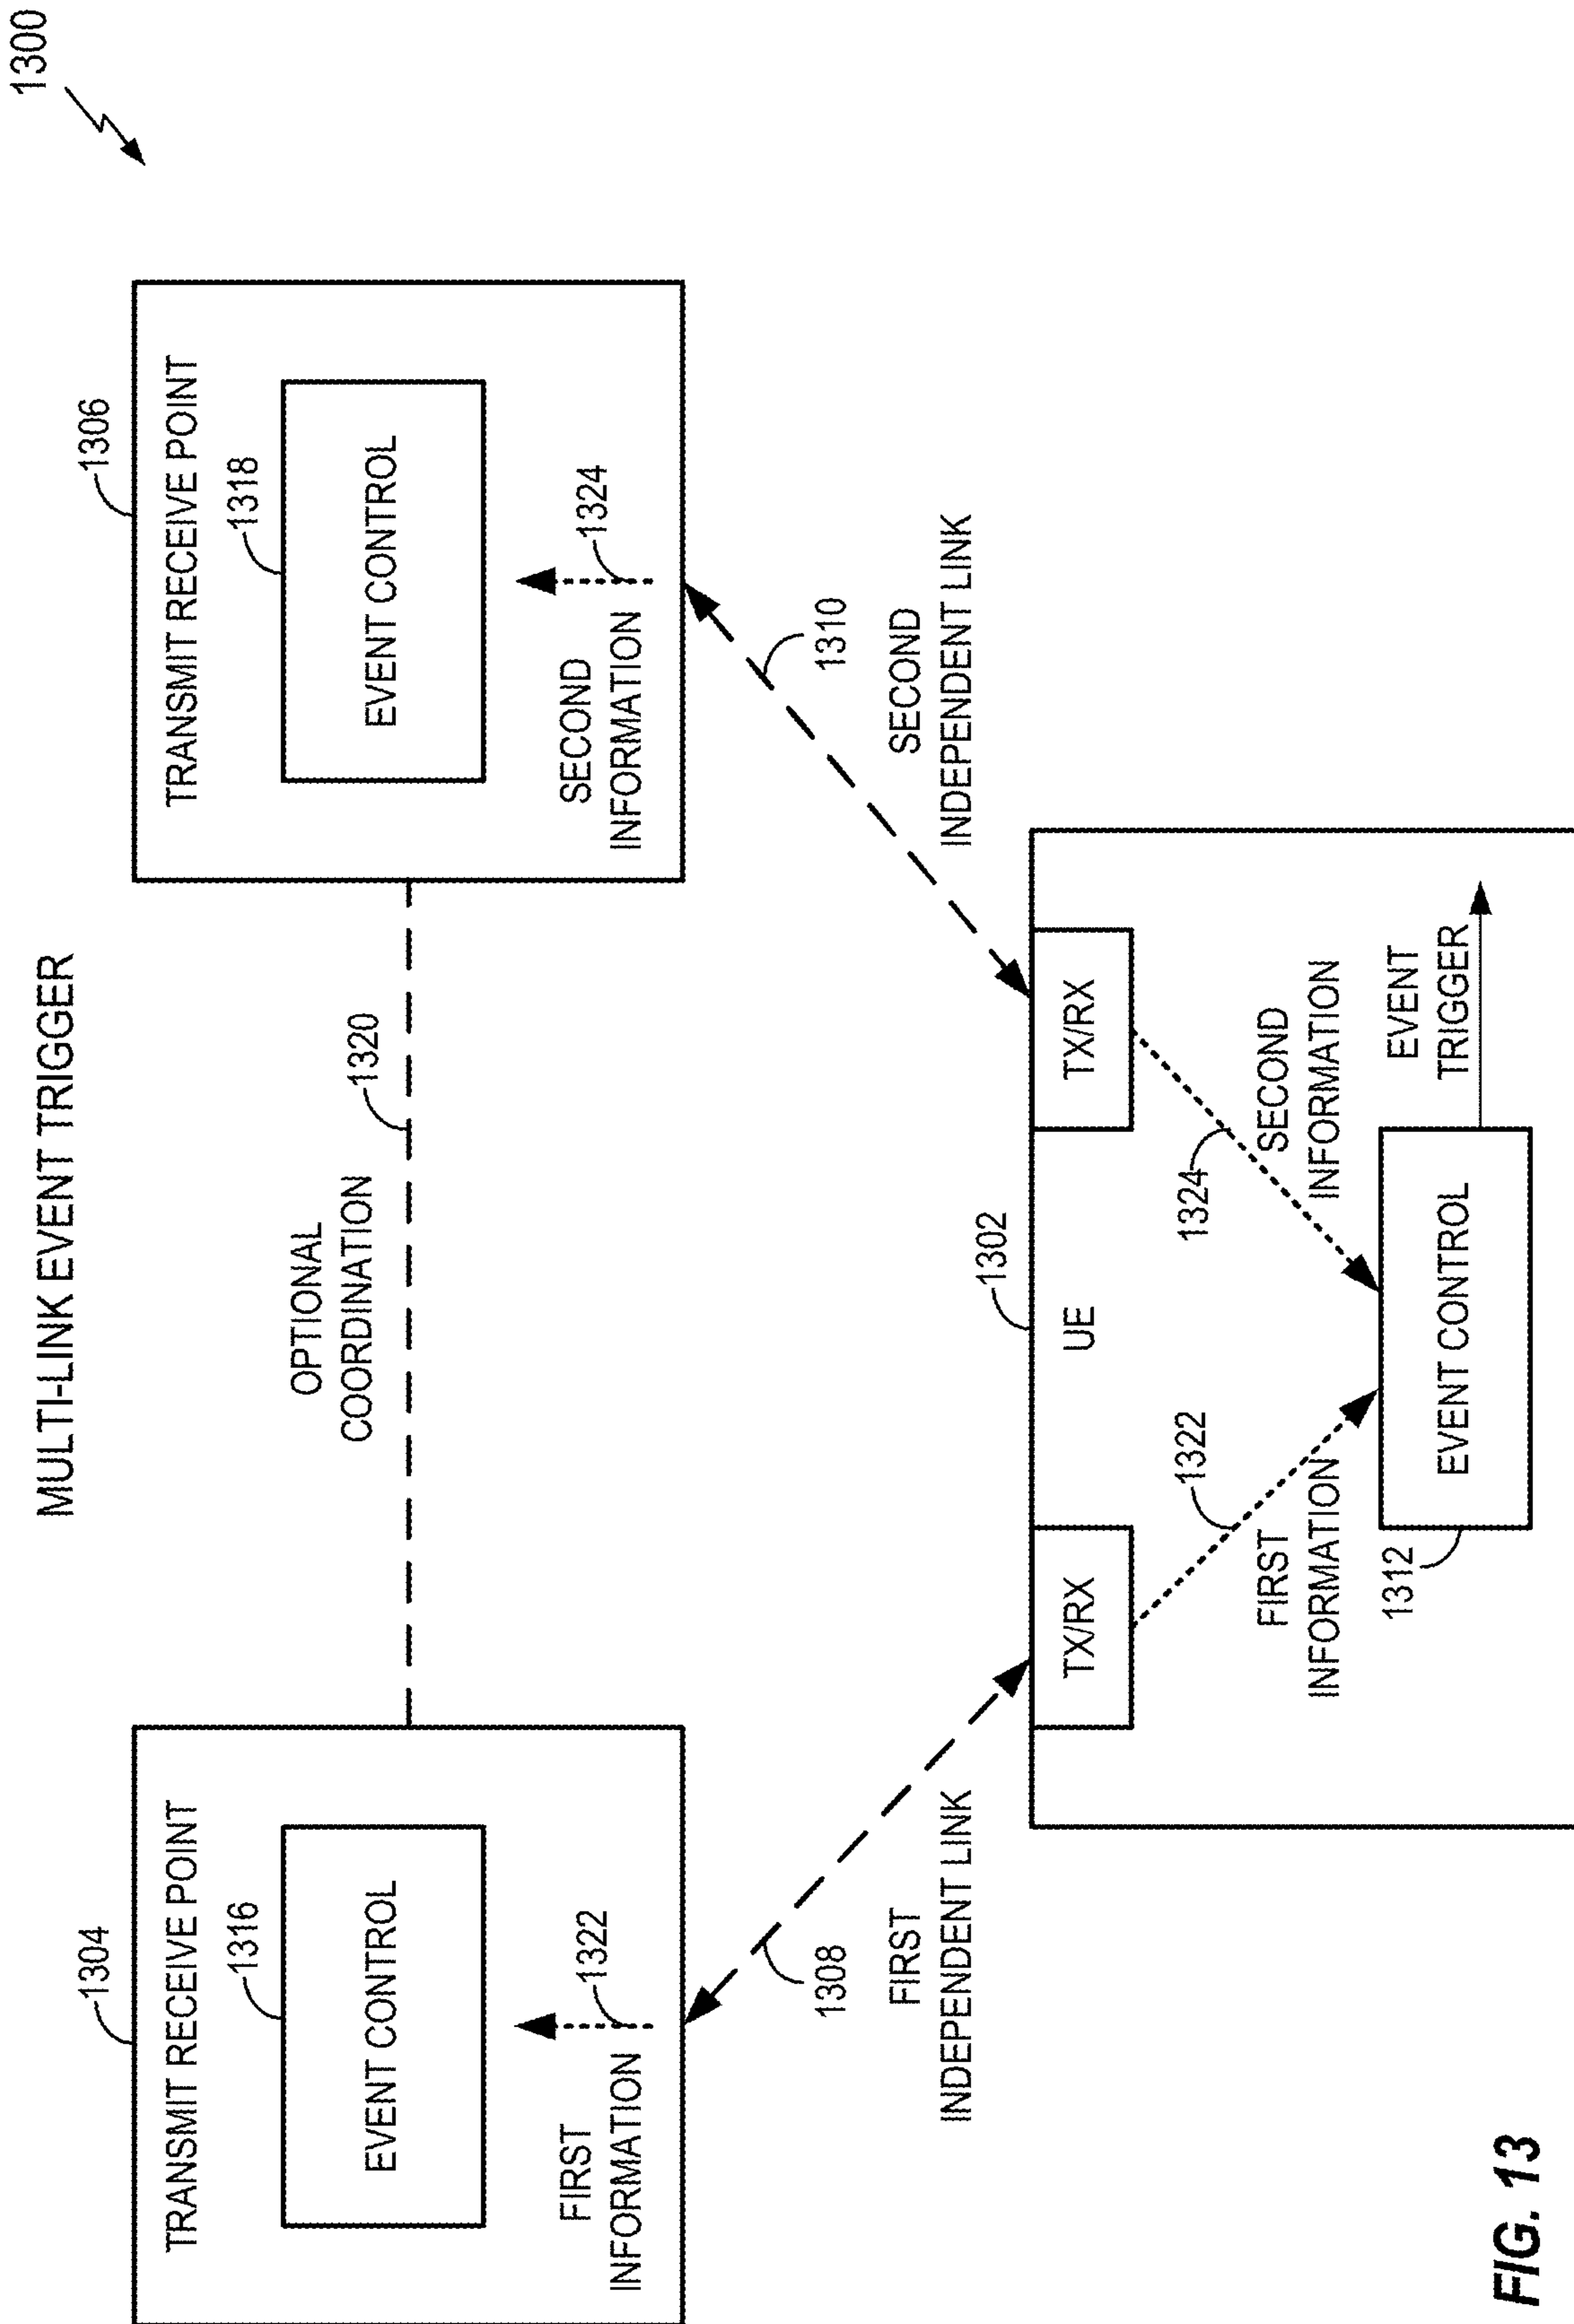 MULTI-LINK EVENT TRIGGER
1300
1304
TRANSMIT RECEIVE POINT
1316
EVENT CONTROL
FIRST
INFORMATION
1322
OPTIONAL
COORDINATION
1320
1306
TRANSMIT RECEIVE POINT
1318
EVENT CONTROL
SECOND
INFORMATION
1324
1308
FIRST
INDEPENDENT LINK
1310
SECOND
INDEPENDENT LINK
1302
TX/RX
UE
TX/RX
FIRST
INFORMATION
1322
1324
SECOND
INFORMATION
1312
EVENT CONTROL
EVENT
TRIGGER
FIG. 13